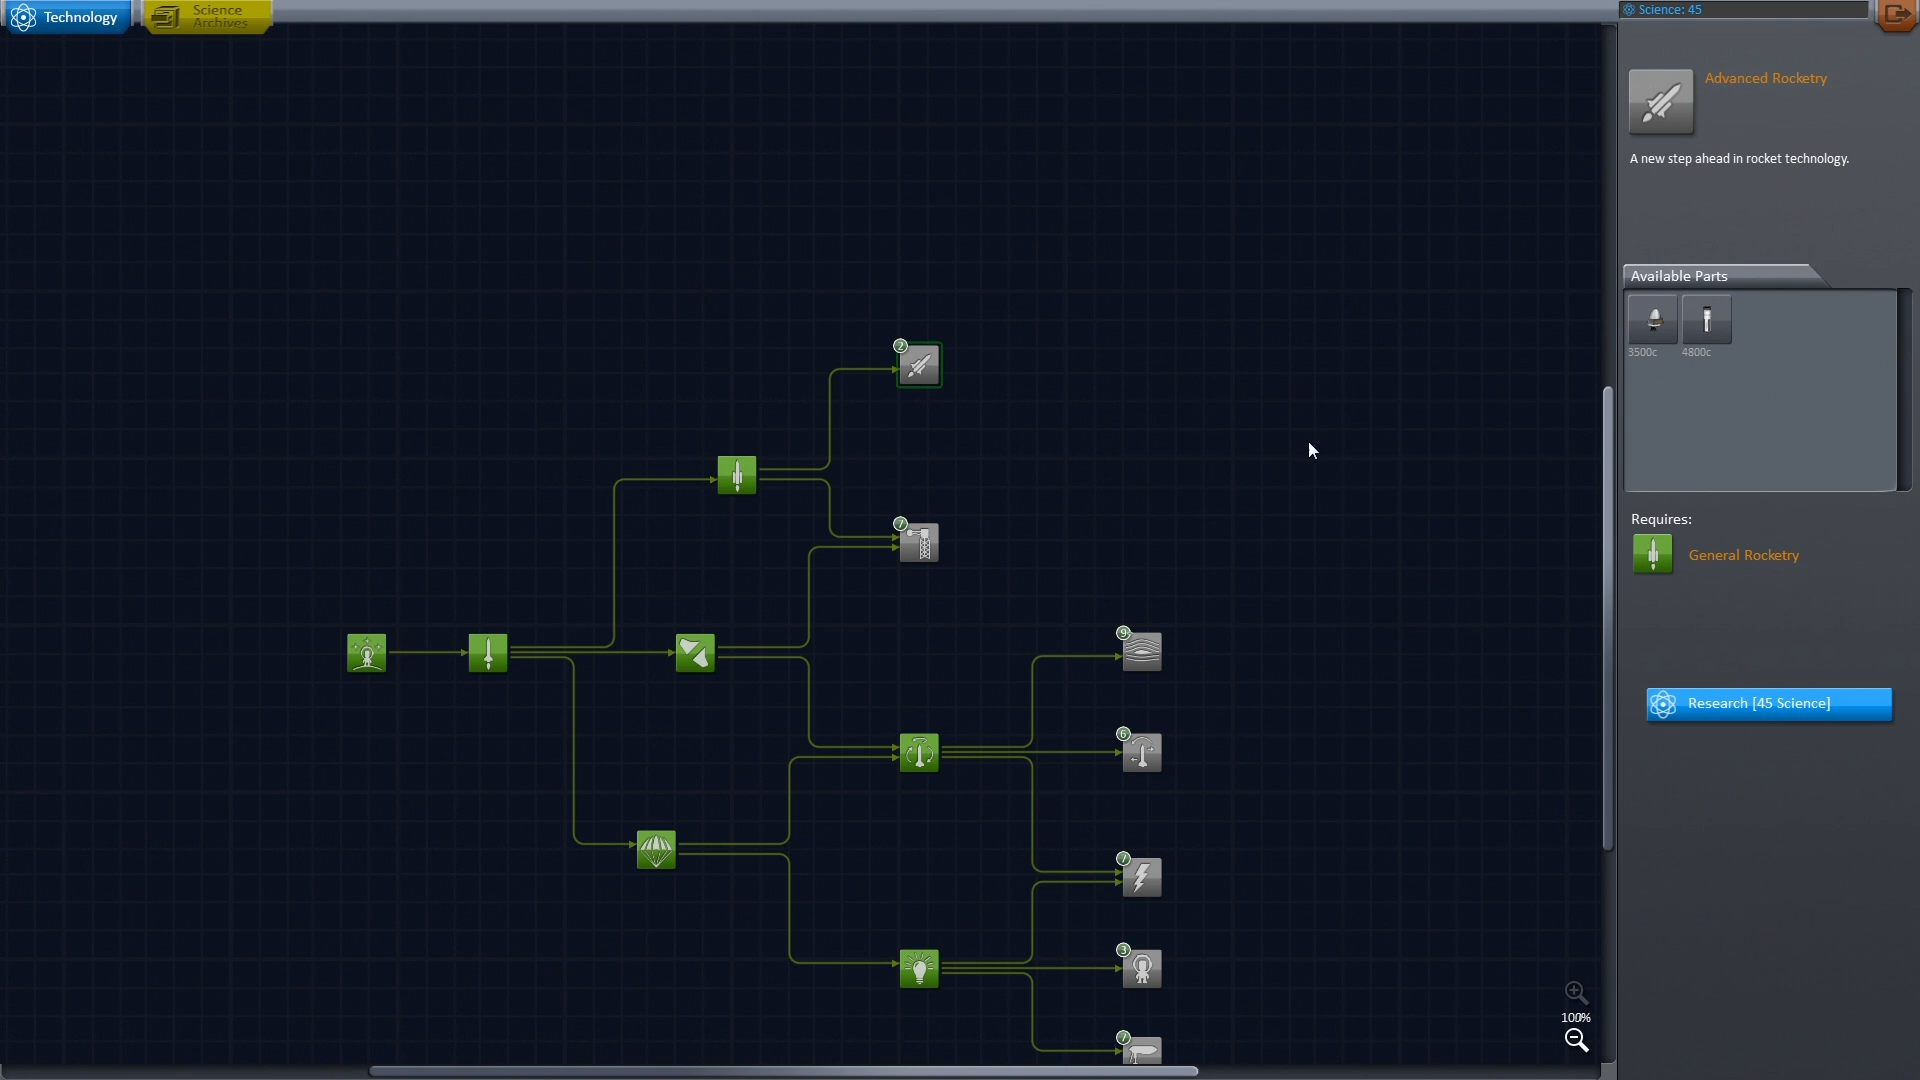 Technology
Science
Archives
Science: 45
Advanced Rocketry
A new step ahead in rocket technology.
Available Parts
3500c
4800c
2
7
Requires:
General Rocketry
9
Research [45 Science]
6
7
3
100%
7